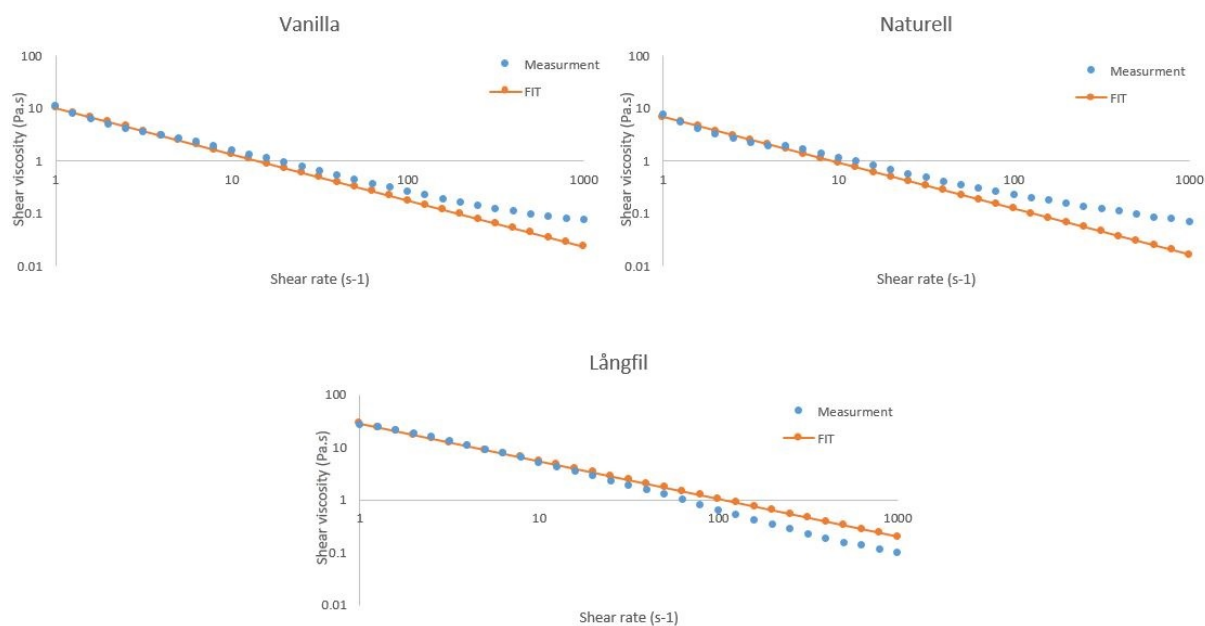 Vanilla
100
10
1
0.1
0.01
1
10
100
1000
Shear viscosity (Pa.s)
Shear rate (s-1)
Measurment
FIT
Naturell
100
10
1
0.1
0.01
1
10
100
1000
Shear viscosity (Pa.s)
Shear rate (s-1)
Measurment
FIT
Långfil
100
10
1
0.1
0.01
1
10
100
1000
Shear viscosity (Pa.s)
Shear rate (s-1)
Measurment
FIT